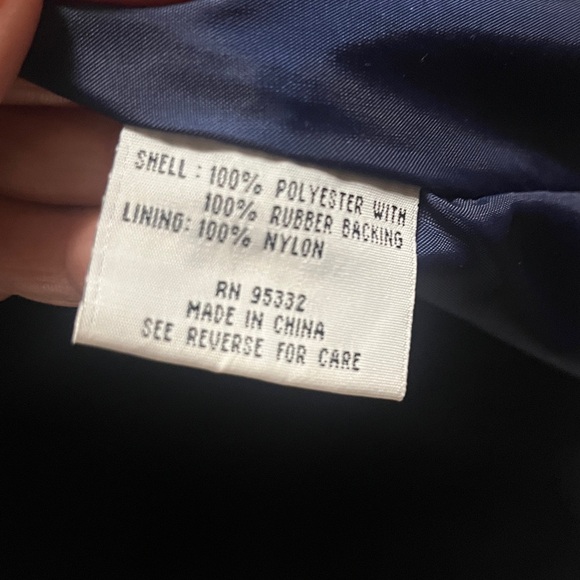 SHELL : 100% POLYESTER WITH
100% RUBBER BACKING
LINING: 100% NYLON
RN 95332
MADE IN CHINA
SEE REVERSE FOR CARE